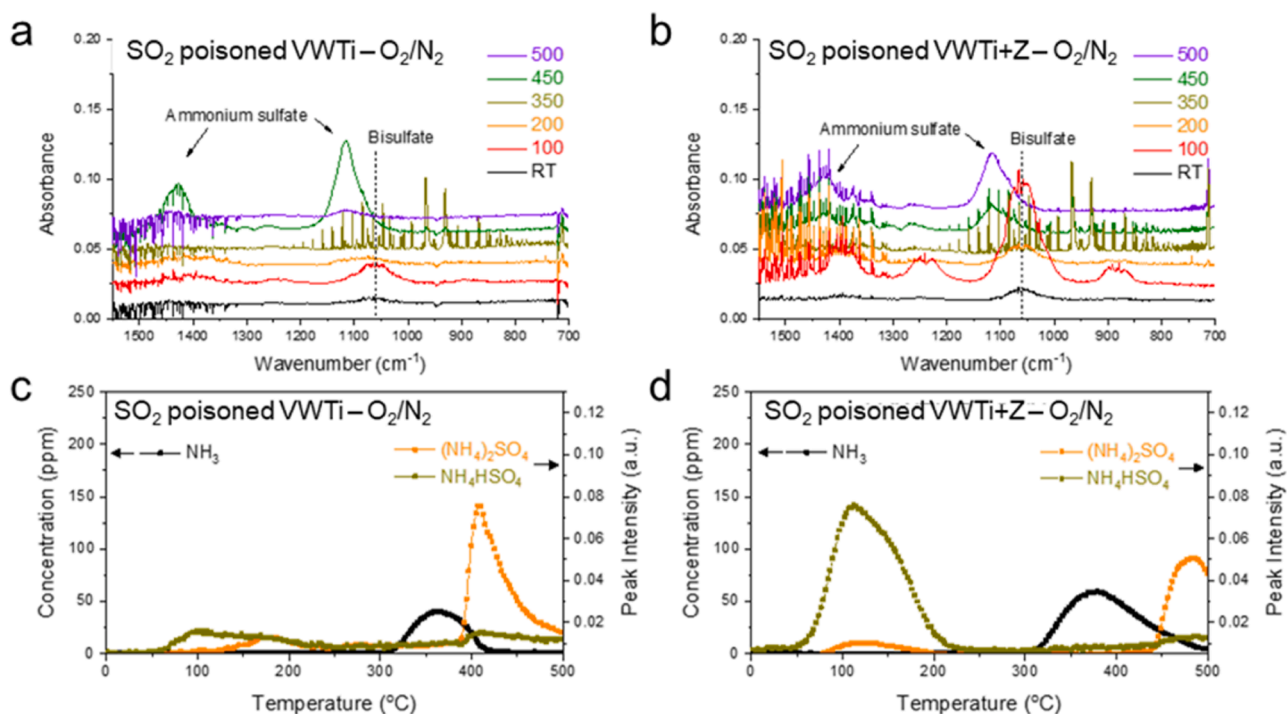 a
SO2 poisoned VWTi – O2/N2
0.20
0.15
0.10
0.05
0.00
Absorbance
500
450
350
200
100
RT
Ammonium sulfate
Bisulfate
1500 1400 1300 1200 1100 1000 900 800 700
Wavenumber (cm-1)
b
SO2 poisoned VWTi+Z – O2/N2
0.20
0.15
0.10
0.05
0.00
Absorbance
500
450
350
200
100
RT
Ammonium sulfate
Bisulfate
1500 1400 1300 1200 1100 1000 900 800 700
Wavenumber (cm-1)
c
SO2 poisoned VWTi – O2/N2
250
200
150
100
50
0
Concentration (ppm)
NH3
(NH4)2SO4
NH4HSO4
0.12
0.10
0.08
0.06
0.04
0.02
Peak Intensity (a.u.)
0 100 200 300 400 500
Temperature (ºC)
d
SO2 poisoned VWTi+Z – O2/N2
250
200
150
100
50
0
Concentration (ppm)
NH3
(NH4)2SO4
NH4HSO4
0.12
0.10
0.08
0.06
0.04
0.02
Peak Intensity (a.u.)
0 100 200 300 400 500
Temperature (ºC)